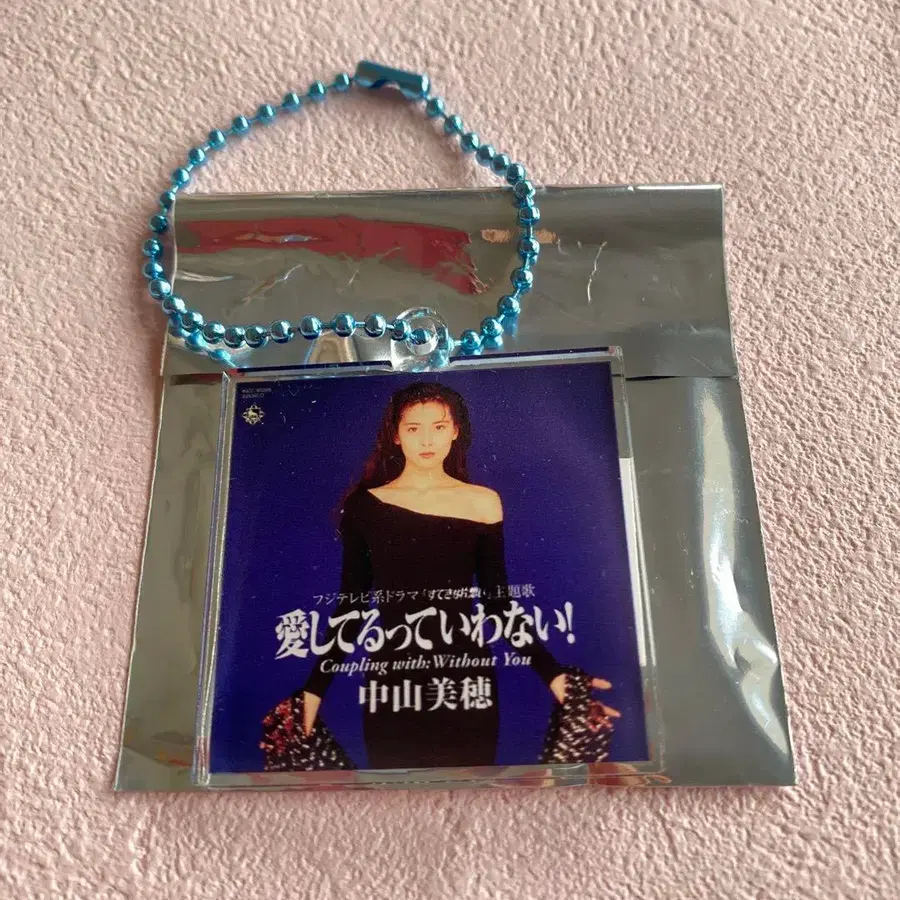 フジテレビ系ドラマ「すてきな片想い」主題歌
愛してるっていわない!
Coupling with: Without You
中山美穂